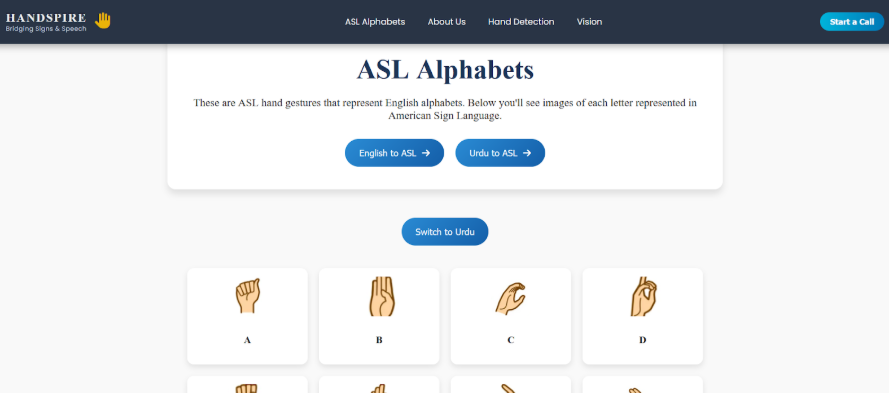 HANDSPIRE
Bridging Signs & Speech
ASL Alphabets
About Us
Hand Detection
Vision
Start a Call
ASL Alphabets
These are ASL hand gestures that represent English alphabets. Below you'll see images of each letter represented in
American Sign Language.
English to ASL →
Urdu to ASL →
Switch to Urdu
A
B
C
D